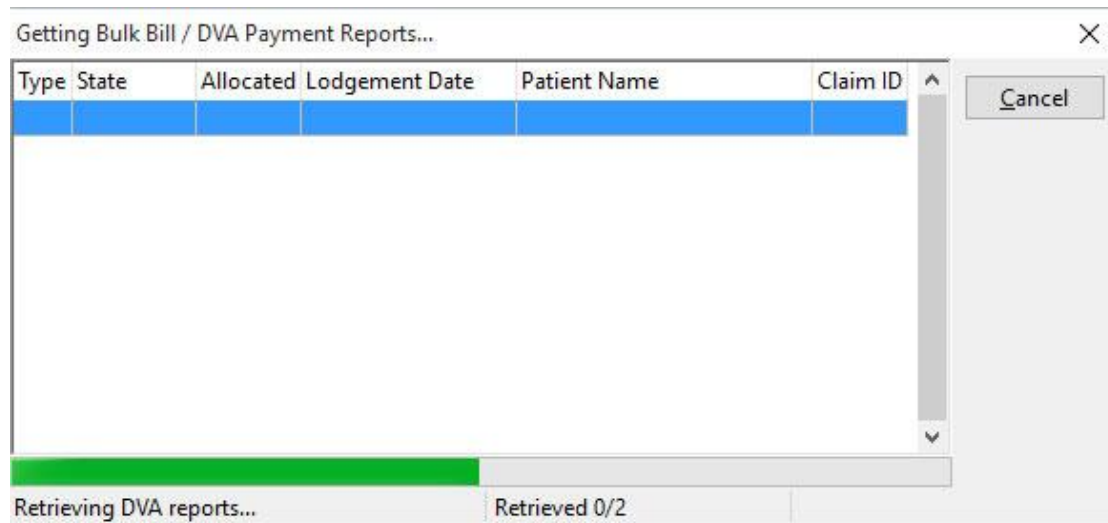 Getting Bulk Bill / DVA Payment Reports...
Type State Allocated Lodgement Date Patient Name Claim ID
Cancel
Retrieving DVA reports... Retrieved 0/2